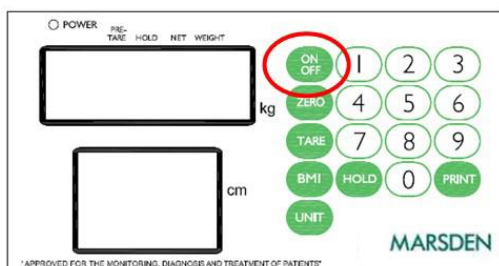 POWER
PRE-TARE HOLD NET WEIGHT
kg
cm
ON OFF 1 2 3
ZERO 4 5 6
TARE 7 8 9
BMI HOLD 0 PRINT
UNIT
MARSDEN
"APPROVED FOR THE MONITORING, DIAGNOSIS AND TREATMENT OF PATIENTS"